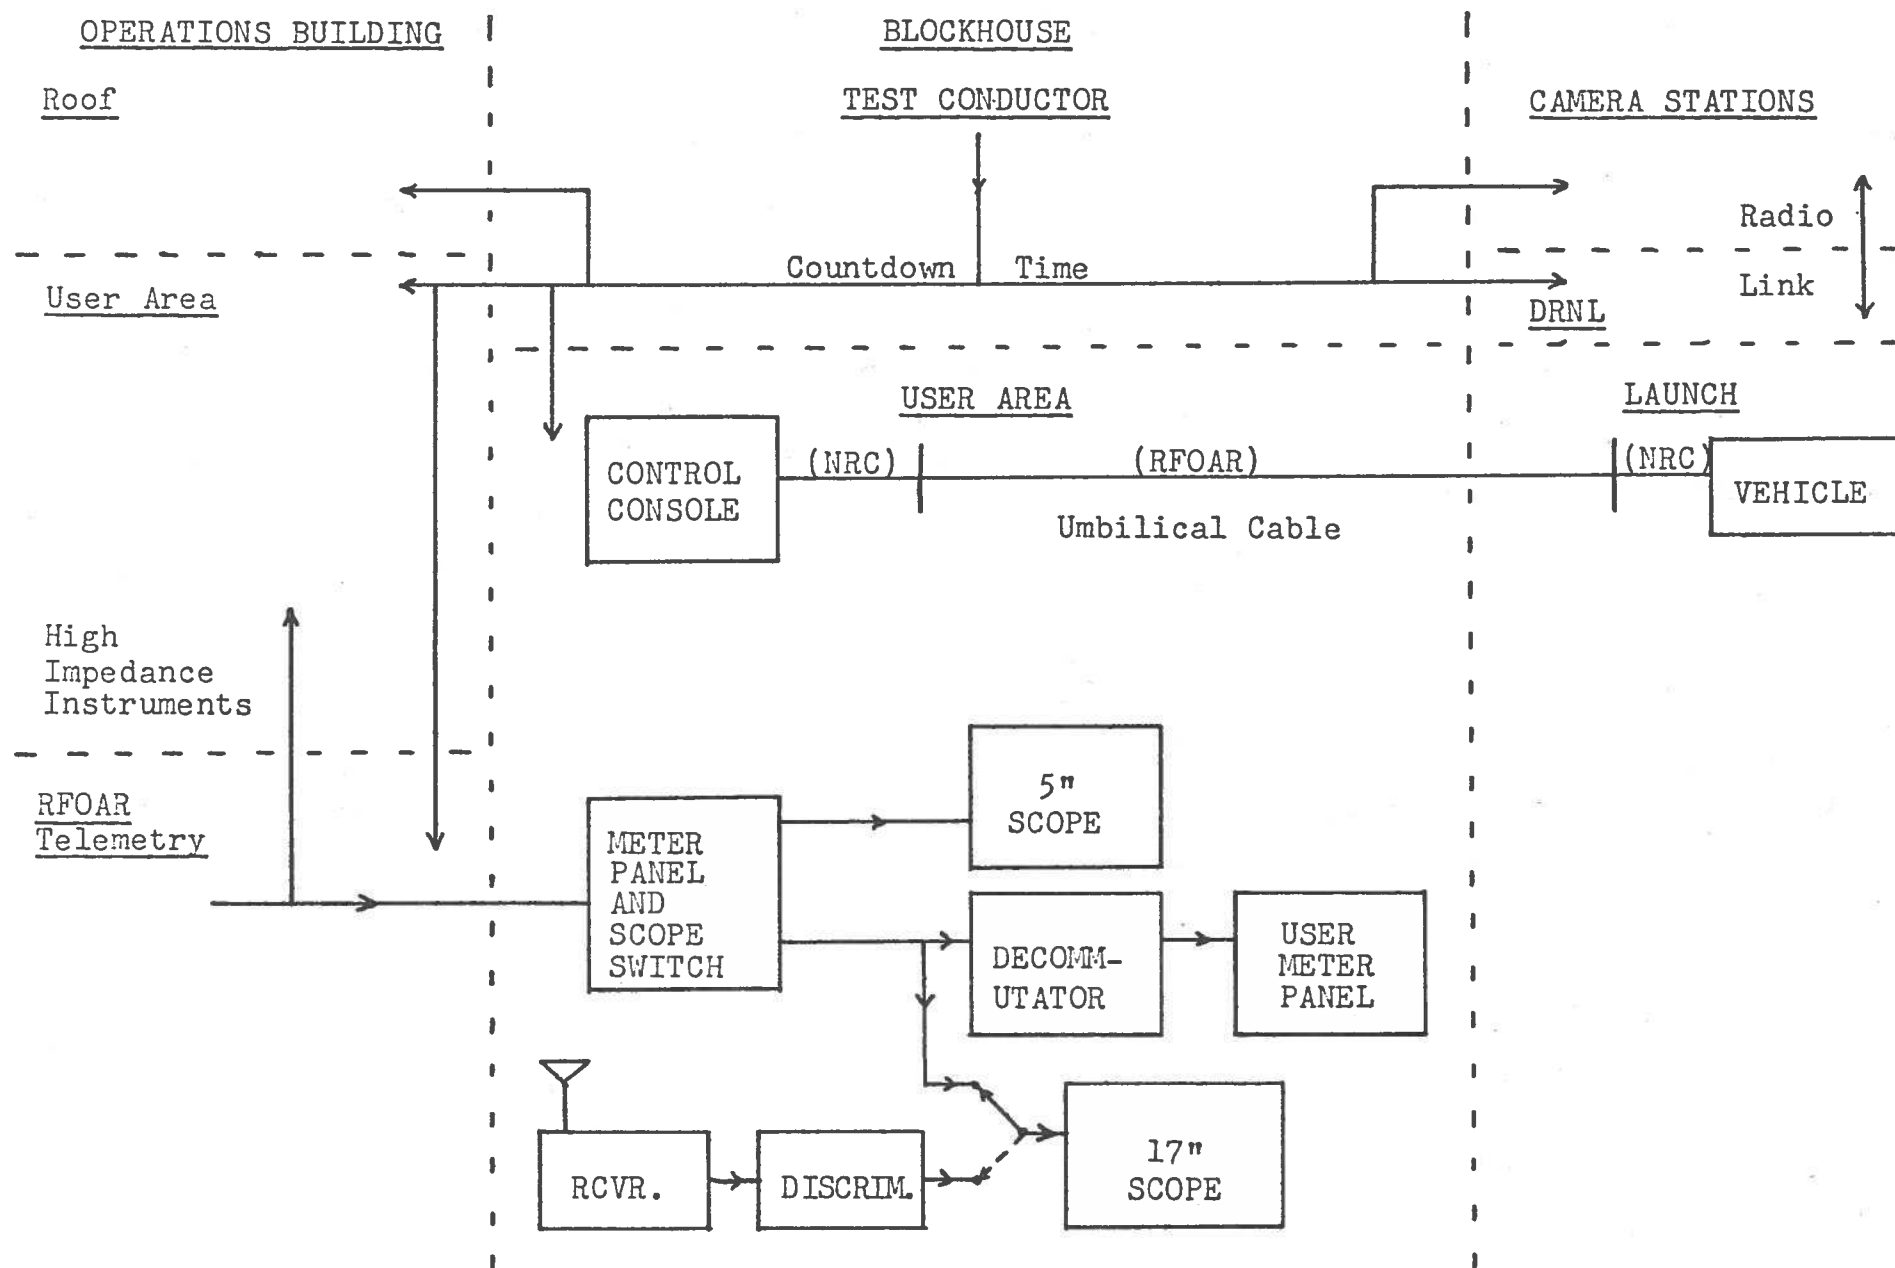 OPERATIONS BUILDING
BLOCKHOUSE
Roof
TEST CONDUCTOR
CAMERA STATIONS
Radio
Link
Countdown Time
User Area
DRNL
USER AREA
LAUNCH
CONTROL
CONSOLE
(NRC)
(RFOAR)
(NRC)
VEHICLE
Umbilical Cable
High
Impedance
Instruments
RFOAR
Telemetry
METER
PANEL
AND
SCOPE
SWITCH
5"
SCOPE
DECOMM-
UTATOR
USER
METER
PANEL
RCVR.
DISCRIM.
17"
SCOPE